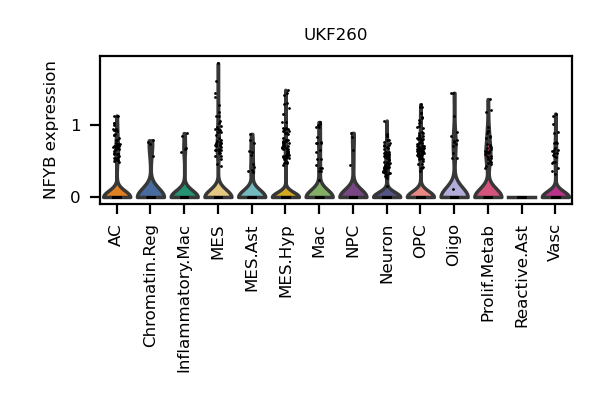 UKF260
NFYB expression
1
0
AC
Chromatin.Reg
Inflammatory.Mac
MES
MES.Ast
MES.Hyp
Mac
NPC
Neuron
OPC
Oligo
Prolif.Metab
Reactive.Ast
Vasc